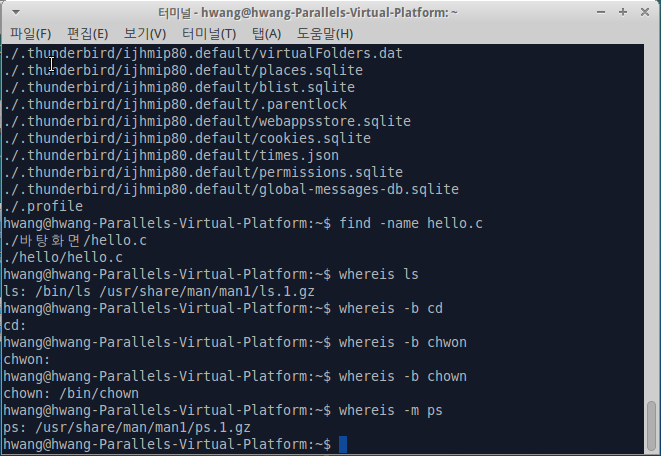 터미널 - hwang@hwang-Parallels-Virtual-Platform: ~
파일(F) 편집(E) 보기(V) 터미널(T) 탭(A) 도움말(H)
./.thunderbird/ijhmip80.default/virtualFolders.dat
./.thunderbird/ijhmip80.default/places.sqlite
./.thunderbird/ijhmip80.default/blist.sqlite
./.thunderbird/ijhmip80.default/.parentlock
./.thunderbird/ijhmip80.default/webappsstore.sqlite
./.thunderbird/ijhmip80.default/cookies.sqlite
./.thunderbird/ijhmip80.default/times.json
./.thunderbird/ijhmip80.default/permissions.sqlite
./.thunderbird/ijhmip80.default/global-messages-db.sqlite
./.profile
hwang@hwang-Parallels-Virtual-Platform:~$ find -name hello.c
./바탕화면/hello.c
./hello/hello.c
hwang@hwang-Parallels-Virtual-Platform:~$ whereis ls
ls: /bin/ls /usr/share/man/man1/ls.1.gz
hwang@hwang-Parallels-Virtual-Platform:~$ whereis -b cd
cd:
hwang@hwang-Parallels-Virtual-Platform:~$ whereis -b chwon
chwon:
hwang@hwang-Parallels-Virtual-Platform:~$ whereis -b chown
chown: /bin/chown
hwang@hwang-Parallels-Virtual-Platform:~$ whereis -m ps
ps: /usr/share/man/man1/ps.1.gz
hwang@hwang-Parallels-Virtual-Platform:~$